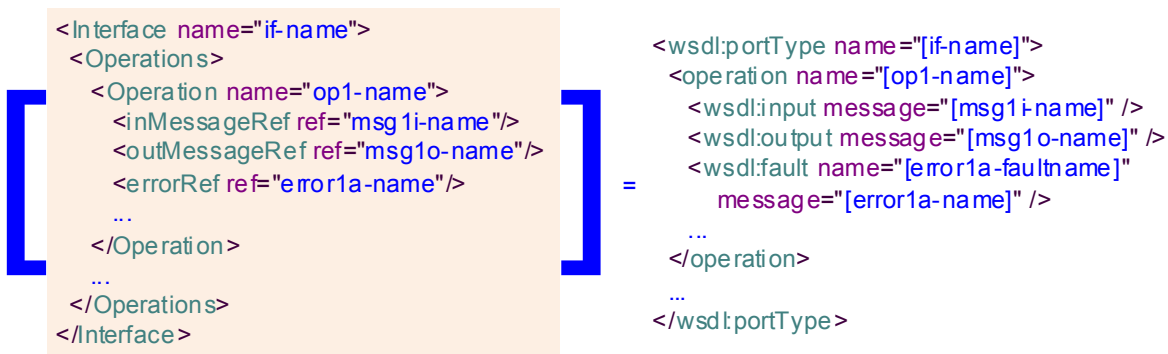 <Interface name="if-name">
<Operations>
<Operation name="op1-name">
<inMessageRef ref="msg1i-name"/>
<outMessageRef ref="msg1o-name"/>
<errorRef ref="error1a-name"/>
...
</Operation>
...
</Operations>
</Interface>
=
<wsdl:portType name="[if-name]">
<operation name="[op1-name]">
<wsdl:input message="[msg1i-name]" />
<wsdl:output message="[msg1o-name]" />
<wsdl:fault name="[error1a-faultname]"
message="[error1a-name]" />
...
</operation>
...
</wsdl:portType>